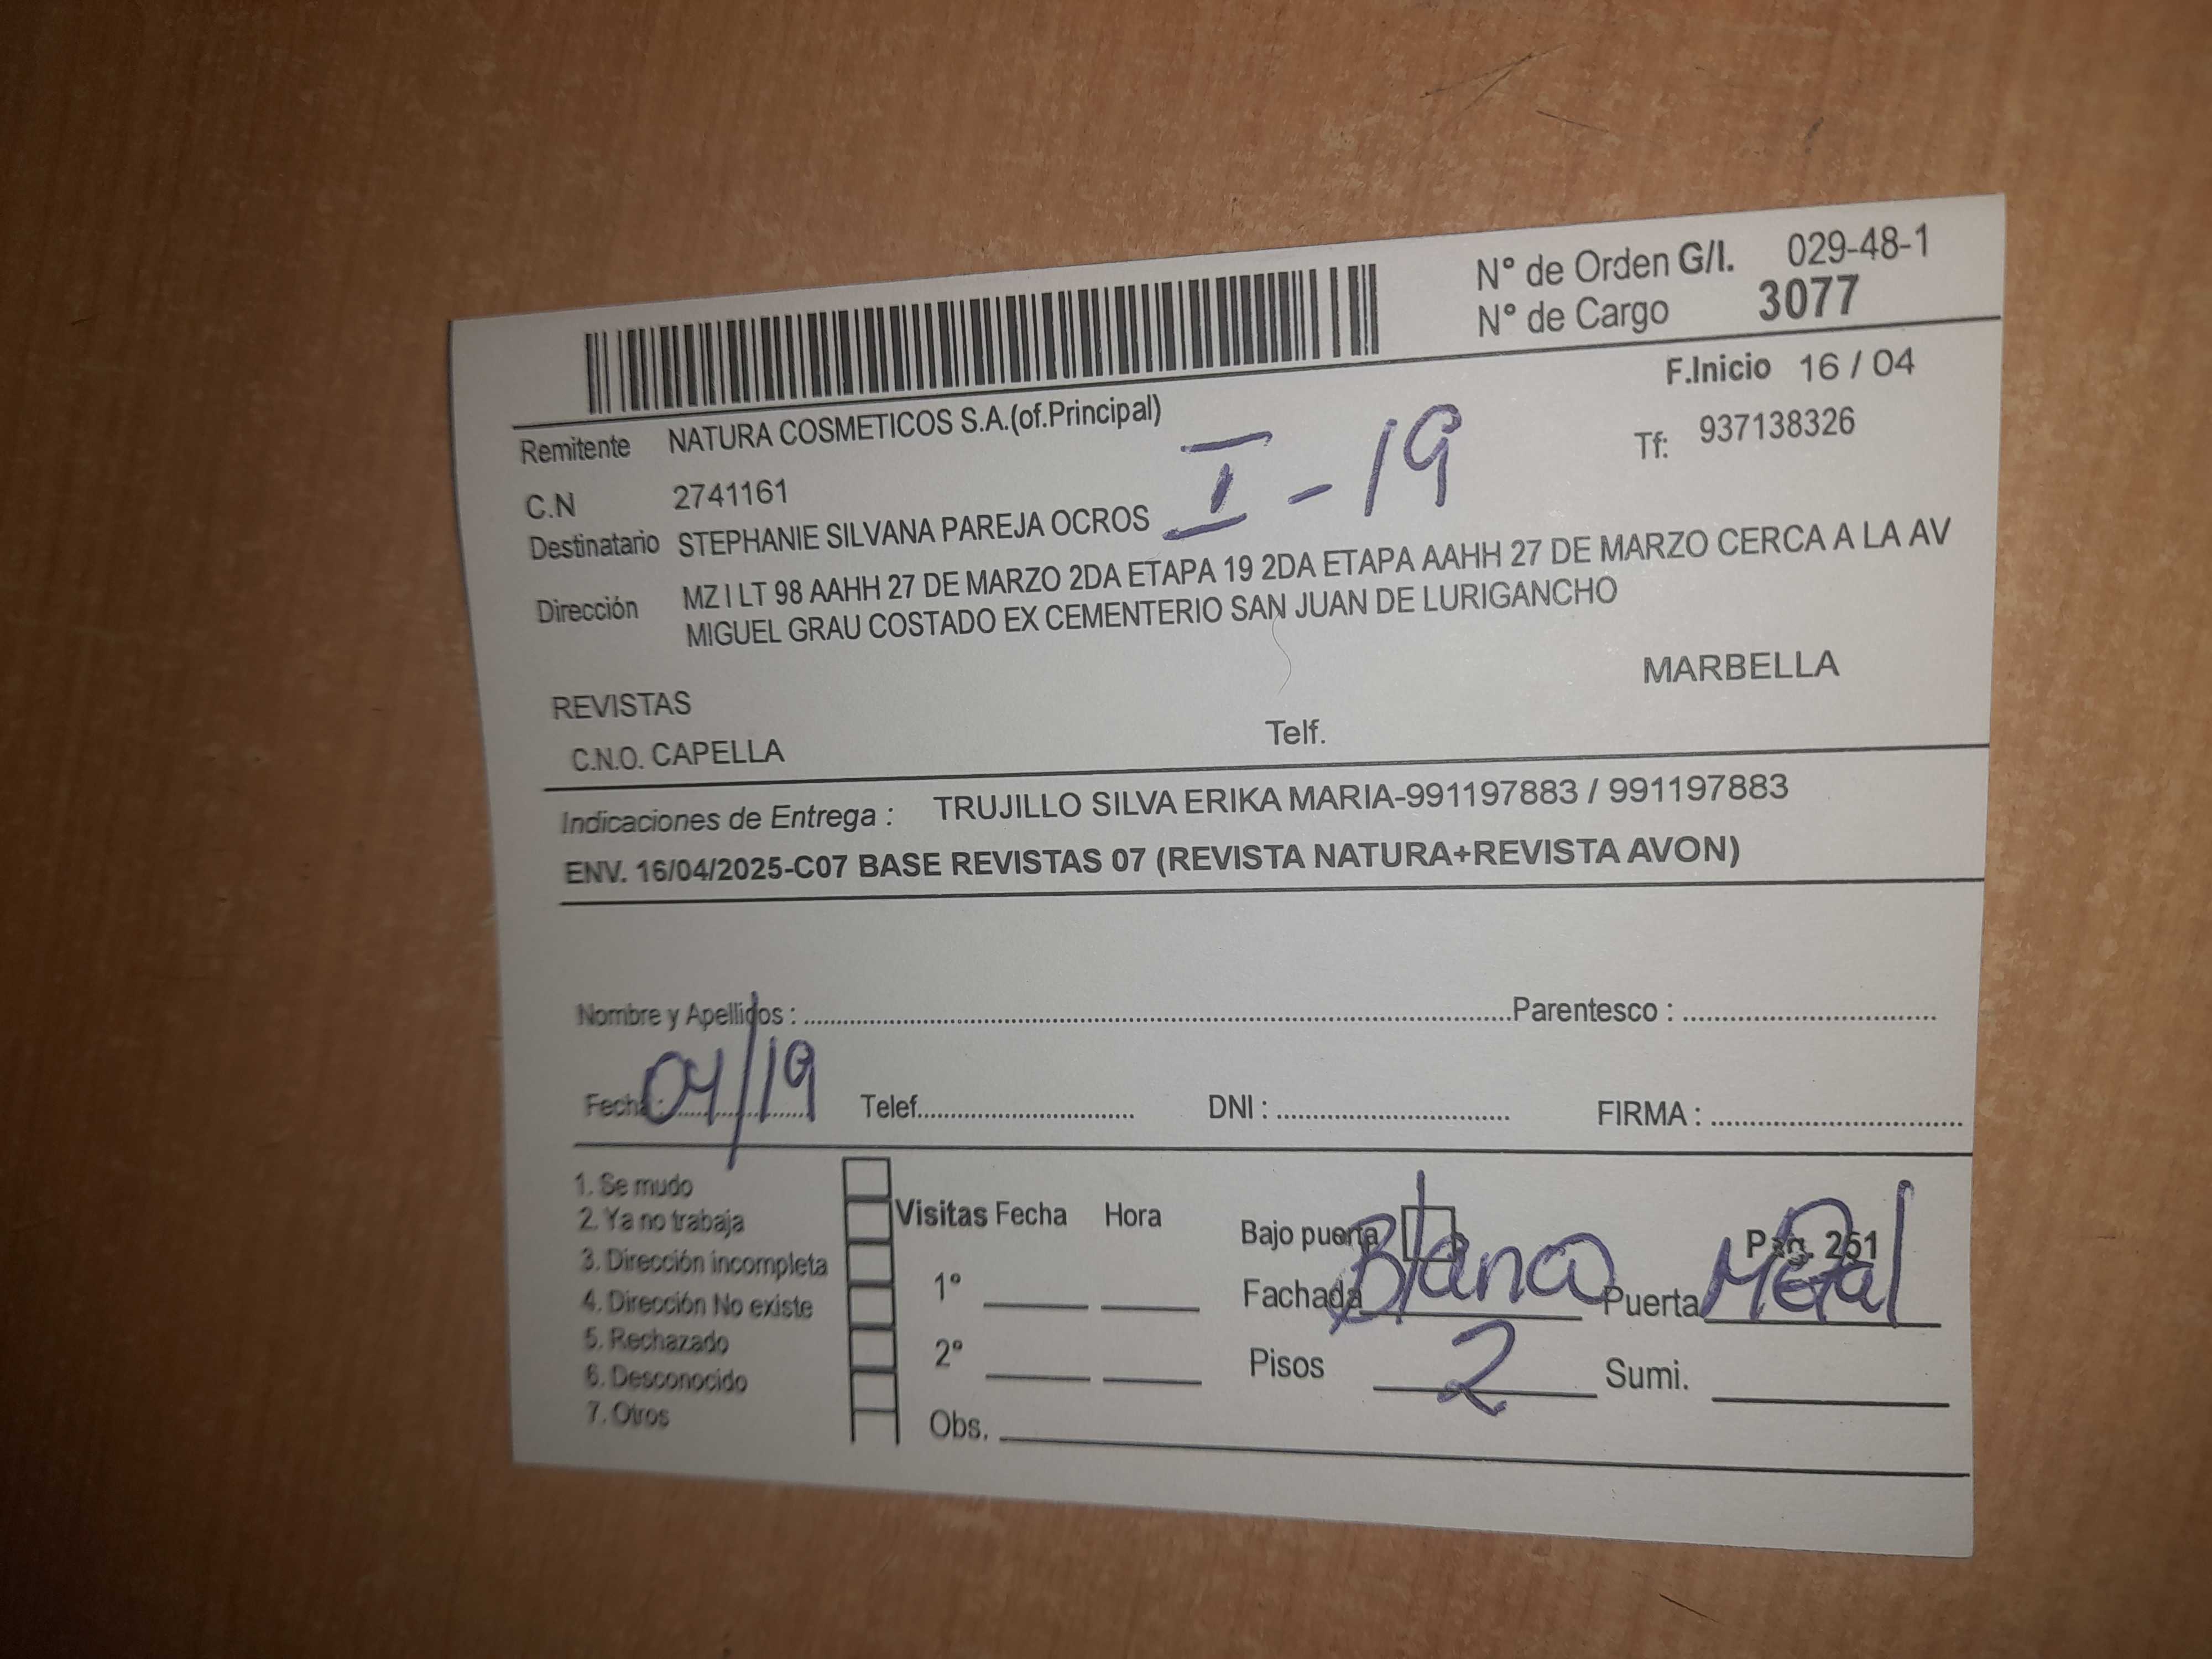 N° de Orden G/I. 029-48-1
N° de Cargo 3077
F.Inicio 16 / 04
Remitente NATURA COSMETICOS S.A.(of.Principal)
Tf: 937138326
C.N 2741161
I - 19
Destinatario STEPHANIE SILVANA PAREJA OCROS
Dirección MZ I LT 98 AAHH 27 DE MARZO 2DA ETAPA 19 2DA ETAPA AAHH 27 DE MARZO CERCA A LA AV
MIGUEL GRAU COSTADO EX CEMENTERIO SAN JUAN DE LURIGANCHO
MARBELLA
REVISTAS
C.N.O. CAPELLA Telf.
Indicaciones de Entrega : TRUJILLO SILVA ERIKA MARIA-991197883 / 991197883
ENV. 16/04/2025-C07 BASE REVISTAS 07 (REVISTA NATURA+REVISTA AVON)
Nombre y Apellidos : Parentesco :
Fecha : 04/19 Telef. DNI : FIRMA :
1. Se mudo
2. Ya no trabaja
3. Dirección incompleta
4. Dirección No existe
5. Rechazado
6. Desconocido
7. Otros
Visitas Fecha Hora
1°
2°
Obs.
Bajo puerta Pag. 251
Fachada Blanca Puerta Metal
Pisos 2 Sumi.